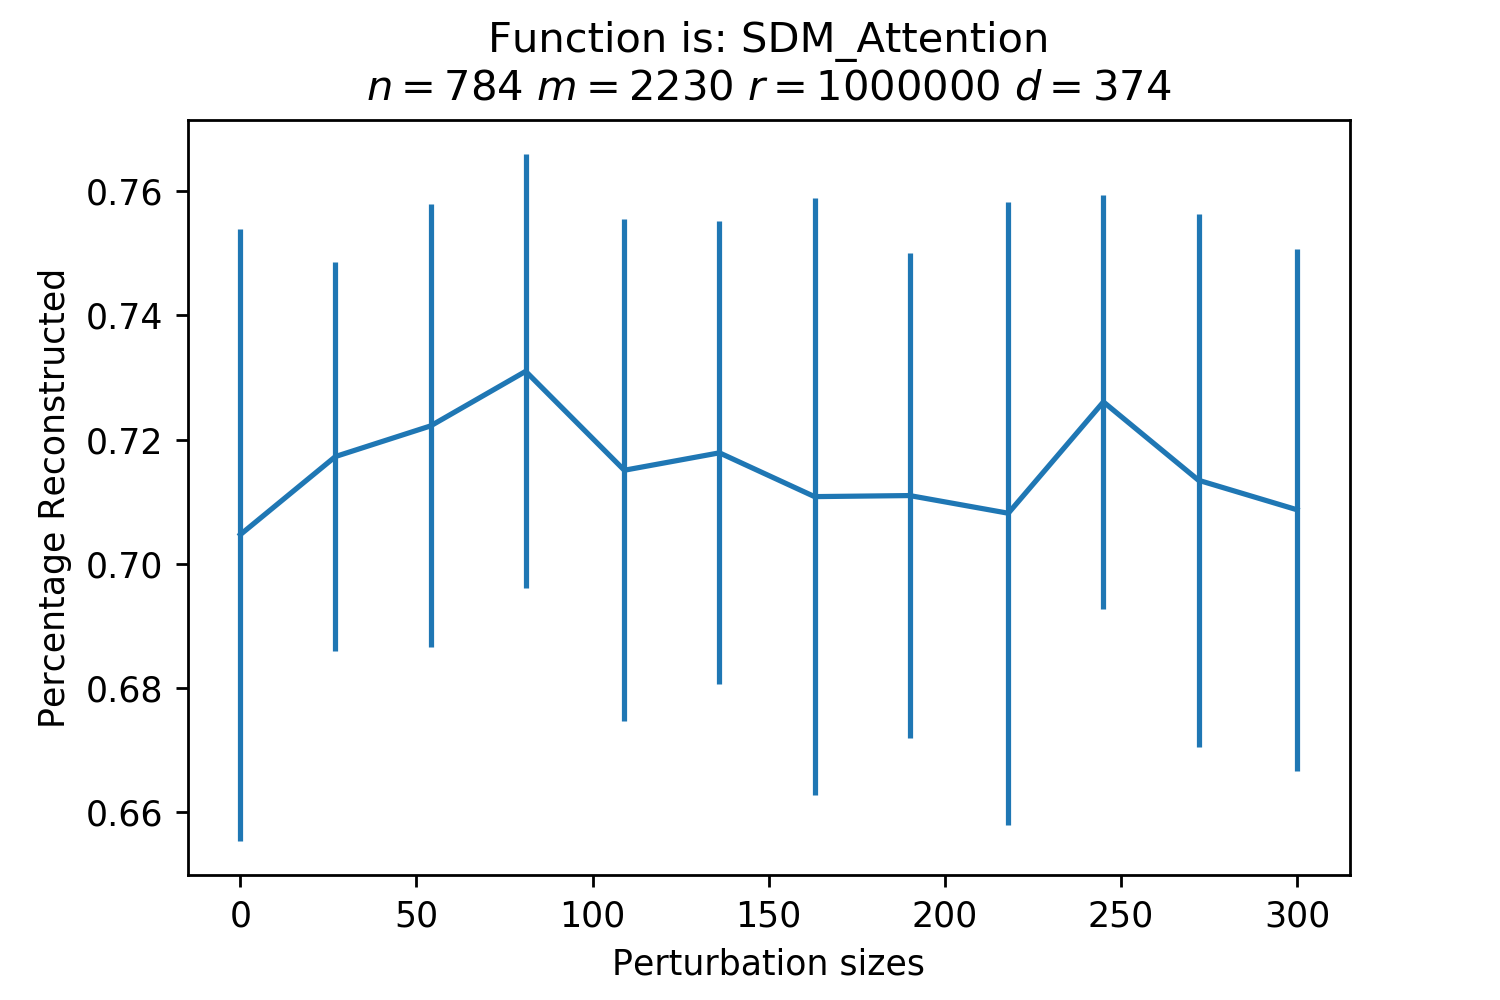 Function is: SDM_Attention
n = 784 m = 2230 r = 1000000 d = 374
Percentage Reconstructed
0.76
0.74
0.72
0.70
0.68
0.66
0 50 100 150 200 250 300
Perturbation sizes